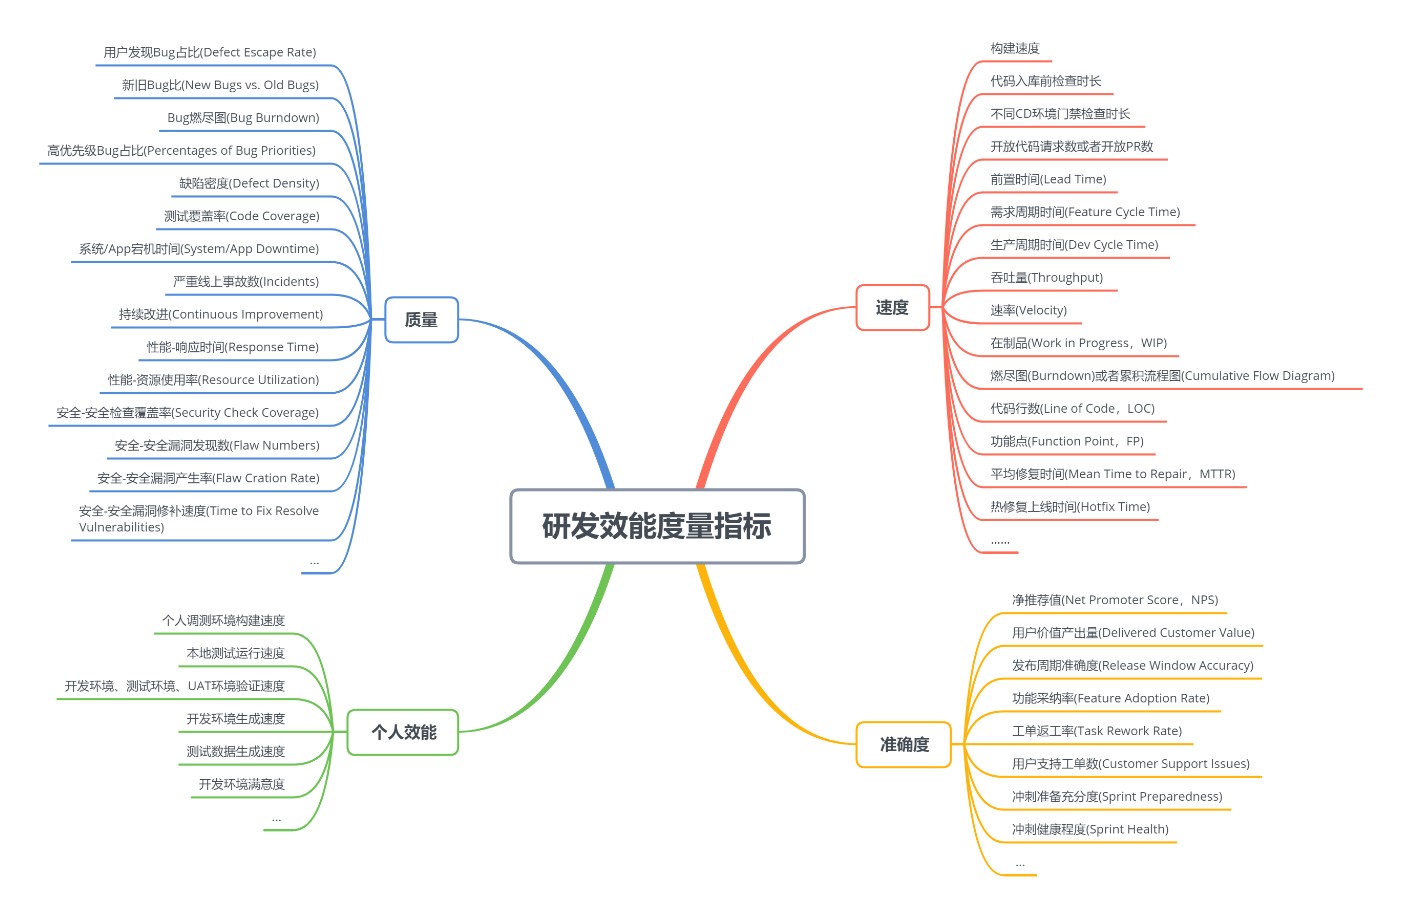 研发效能度量指标
质量
用户发现Bug占比(Defect Escape Rate)
新旧Bug比(New Bugs vs. Old Bugs)
Bug燃尽图(Bug Burndown)
高优先级Bug占比(Percentages of Bug Priorities)
缺陷密度(Defect Density)
测试覆盖率(Code Coverage)
系统/App宕机时间(System/App Downtime)
严重线上事故数(Incidents)
持续改进(Continuous Improvement)
性能-响应时间(Response Time)
性能-资源使用率(Resource Utilization)
安全-安全检查覆盖率(Security Check Coverage)
安全-安全漏洞发现数(Flaw Numbers)
安全-安全漏洞产生率(Flaw Cration Rate)
安全-安全漏洞修补速度(Time to Fix Resolve
Vulnerabilities)
...
个人效能
个人调测环境构建速度
本地测试运行速度
开发环境、测试环境、UAT环境验证速度
开发环境生成速度
测试数据生成速度
开发环境满意度
...
速度
构建速度
代码入库前检查时长
不同CD环境门禁检查时长
开放代码请求数或者开放PR数
前置时间(Lead Time)
需求周期时间(Feature Cycle Time)
生产周期时间(Dev Cycle Time)
吞吐量(Throughput)
速率(Velocity)
在制品(Work in Progress，WIP)
燃尽图(Burndown)或者累积流程图(Cumulative Flow Diagram)
代码行数(Line of Code，LOC)
功能点(Function Point，FP)
平均修复时间(Mean Time to Repair，MTTR)
热修复上线时间(Hotfix Time)
......
准确度
净推荐值(Net Promoter Score，NPS)
用户价值产出量(Delivered Customer Value)
发布周期准确度(Release Window Accuracy)
功能采纳率(Feature Adoption Rate)
工单返工率(Task Rework Rate)
用户支持工单数(Customer Support Issues)
冲刺准备充分度(Sprint Preparedness)
冲刺健康程度(Sprint Health)
...